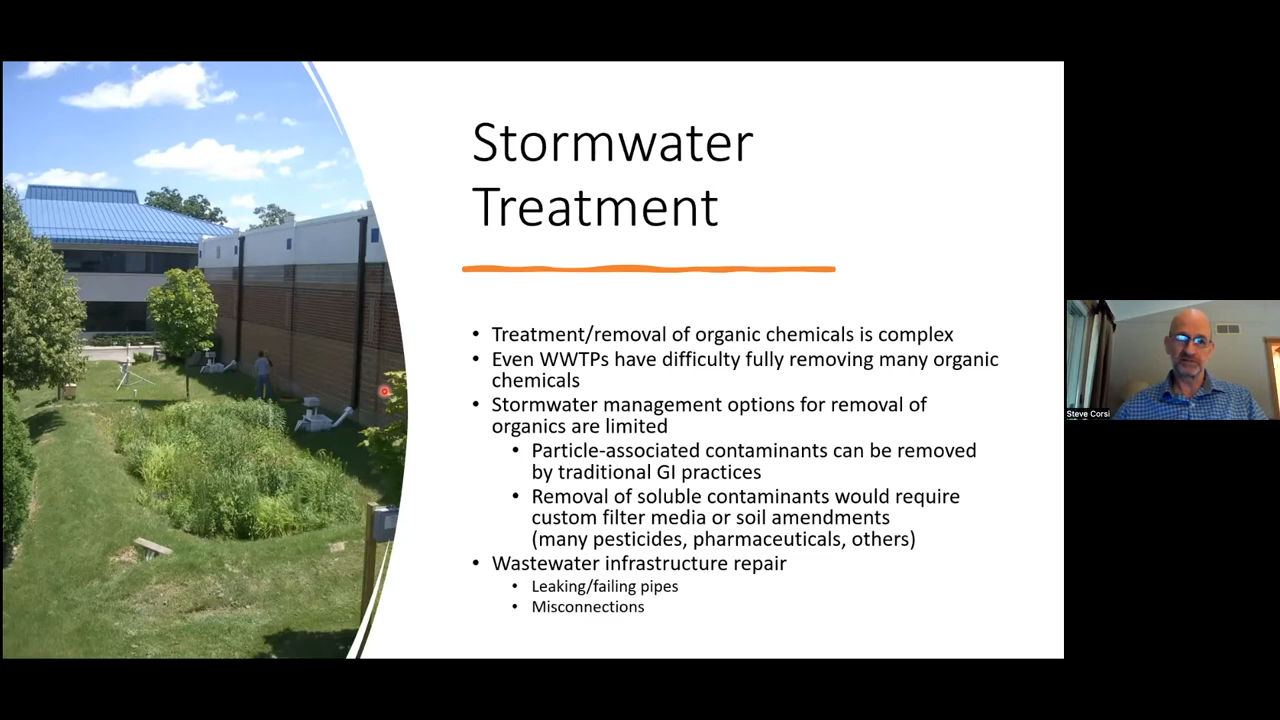 Stormwater
Treatment
• Treatment/removal of organic chemicals is complex
• Even WWTPs have difficulty fully removing many organic
chemicals
• Stormwater management options for removal of
organics are limited
• Particle-associated contaminants can be removed
by traditional GI practices
• Removal of soluble contaminants would require
custom filter media or soil amendments
(many pesticides, pharmaceuticals, others)
• Wastewater infrastructure repair
• Leaking/failing pipes
• Misconnections
Steve Corsi